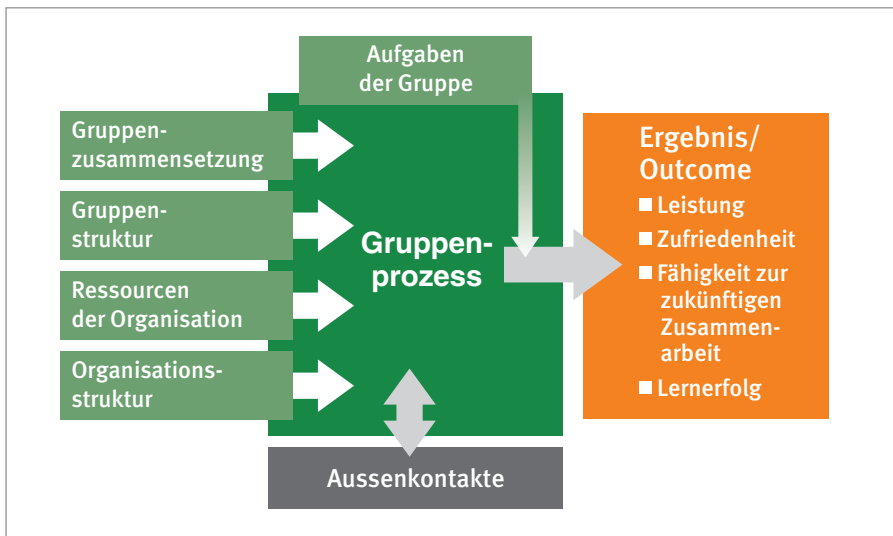 Aufgaben
der Gruppe
Gruppen-
zusammensetzung
Gruppen-
struktur
Ressourcen
der Organisation
Organisations-
struktur
Gruppen-
prozess
Aussenkontakte
Ergebnis/
Outcome
Leistung
Zufriedenheit
Fähigkeit zur
zukünftigen
Zusammen-
arbeit
Lernerfolg